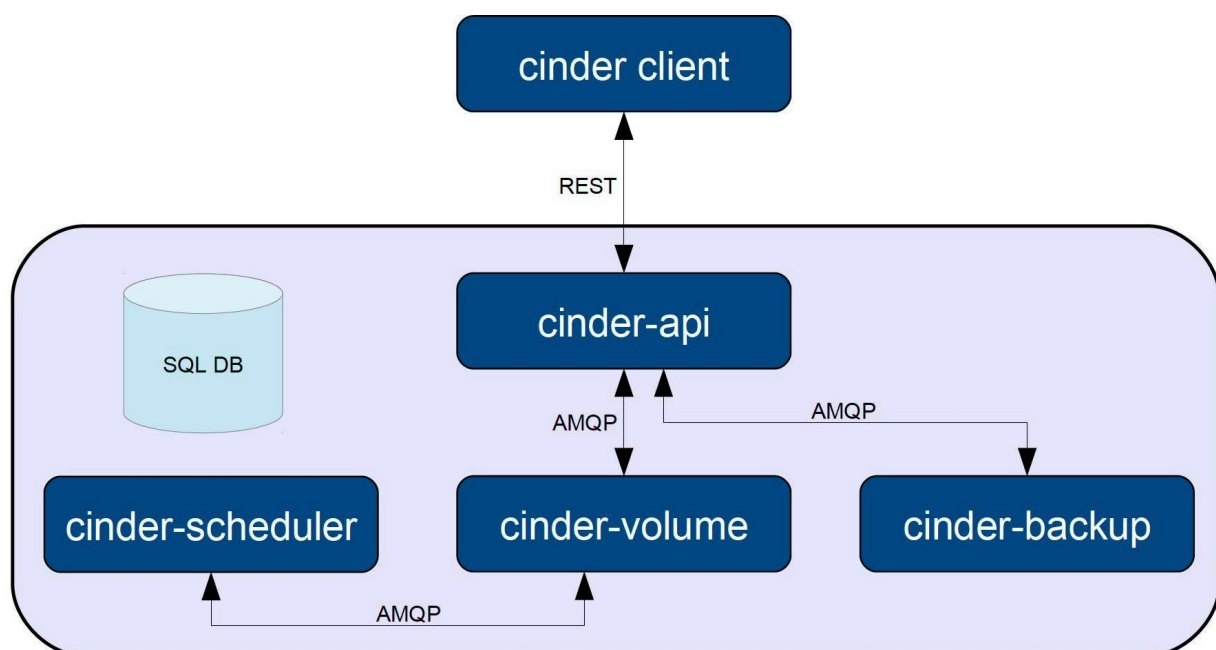 cinder client
REST
cinder-api
SQL DB
AMQP
AMQP
cinder-scheduler
cinder-volume
cinder-backup
AMQP